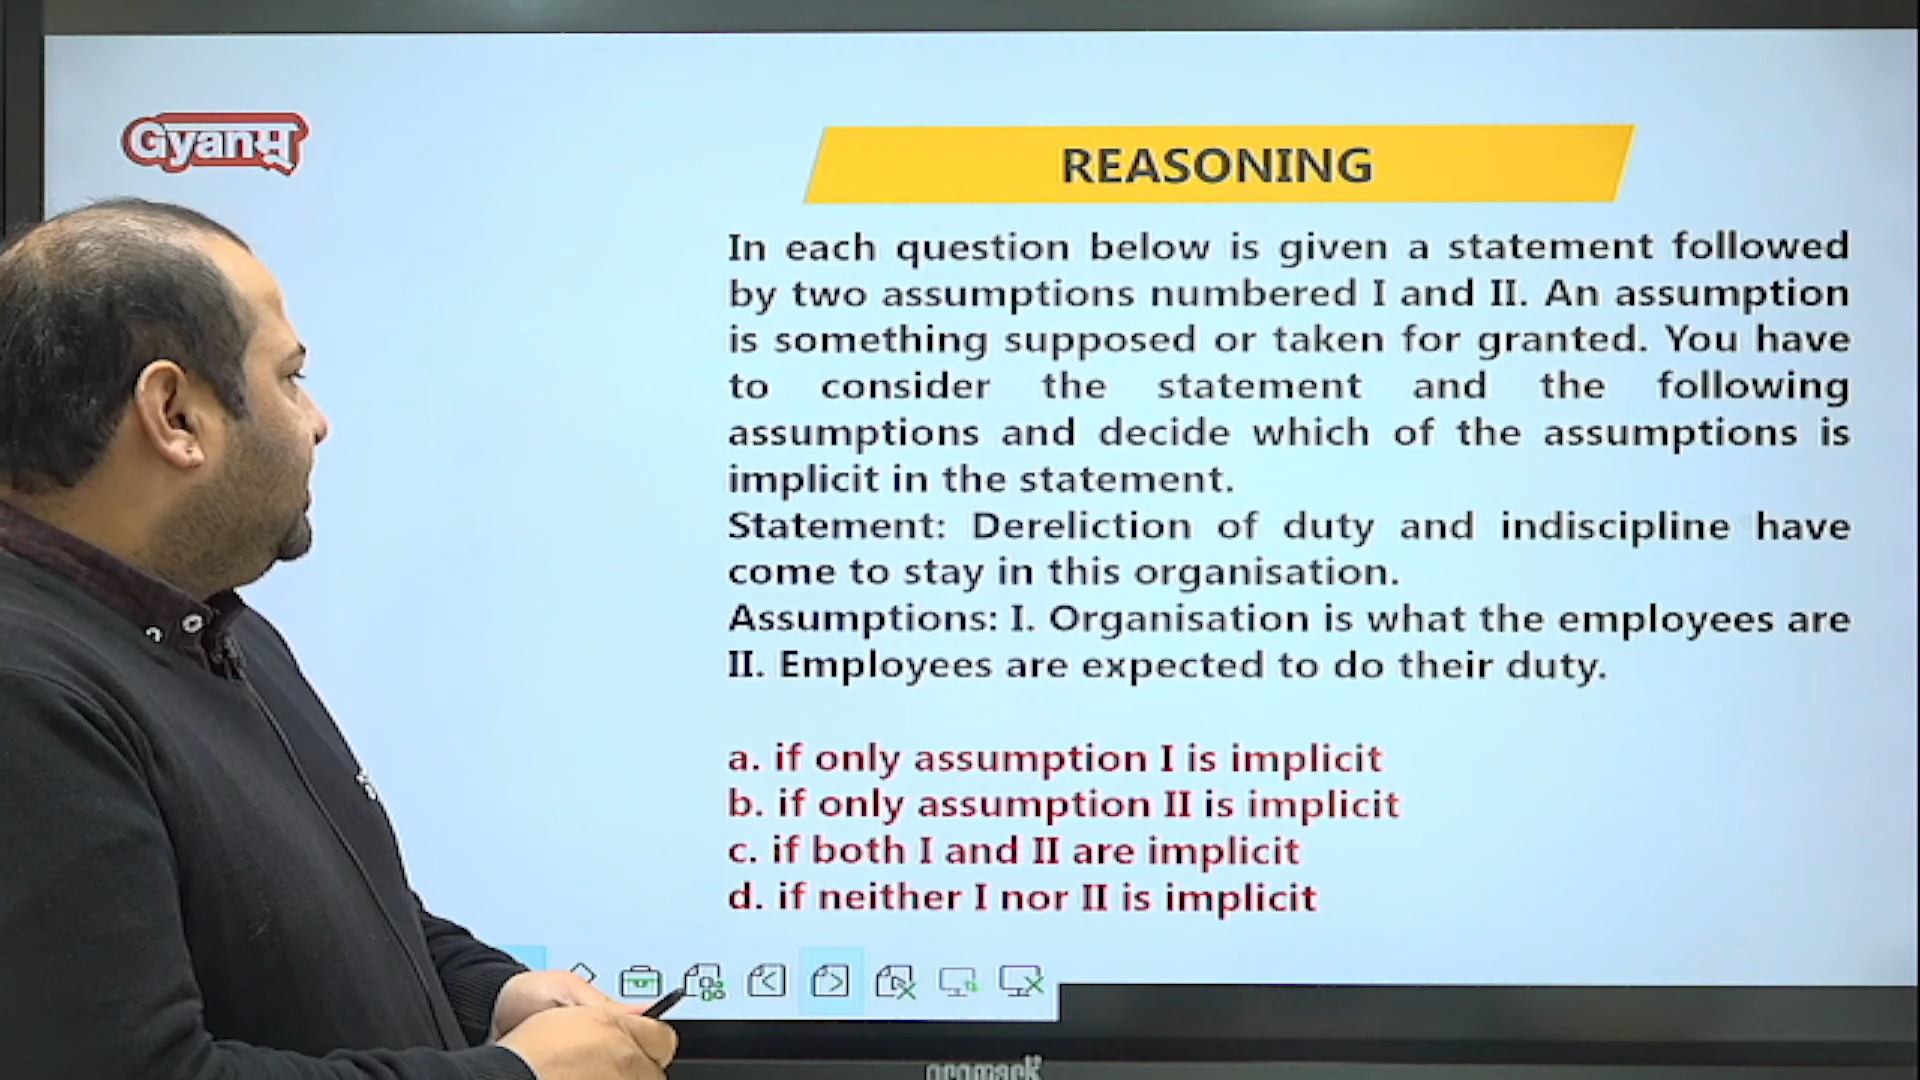 Gyanम्
REASONING
In each question below is given a statement followed
by two assumptions numbered I and II. An assumption
is something supposed or taken for granted. You have
to consider the statement and the following
assumptions and decide which of the assumptions is
implicit in the statement.
Statement: Dereliction of duty and indiscipline have
come to stay in this organisation.
Assumptions: I. Organisation is what the employees are
II. Employees are expected to do their duty.
a. if only assumption I is implicit
b. if only assumption II is implicit
c. if both I and II are implicit
d. if neither I nor II is implicit